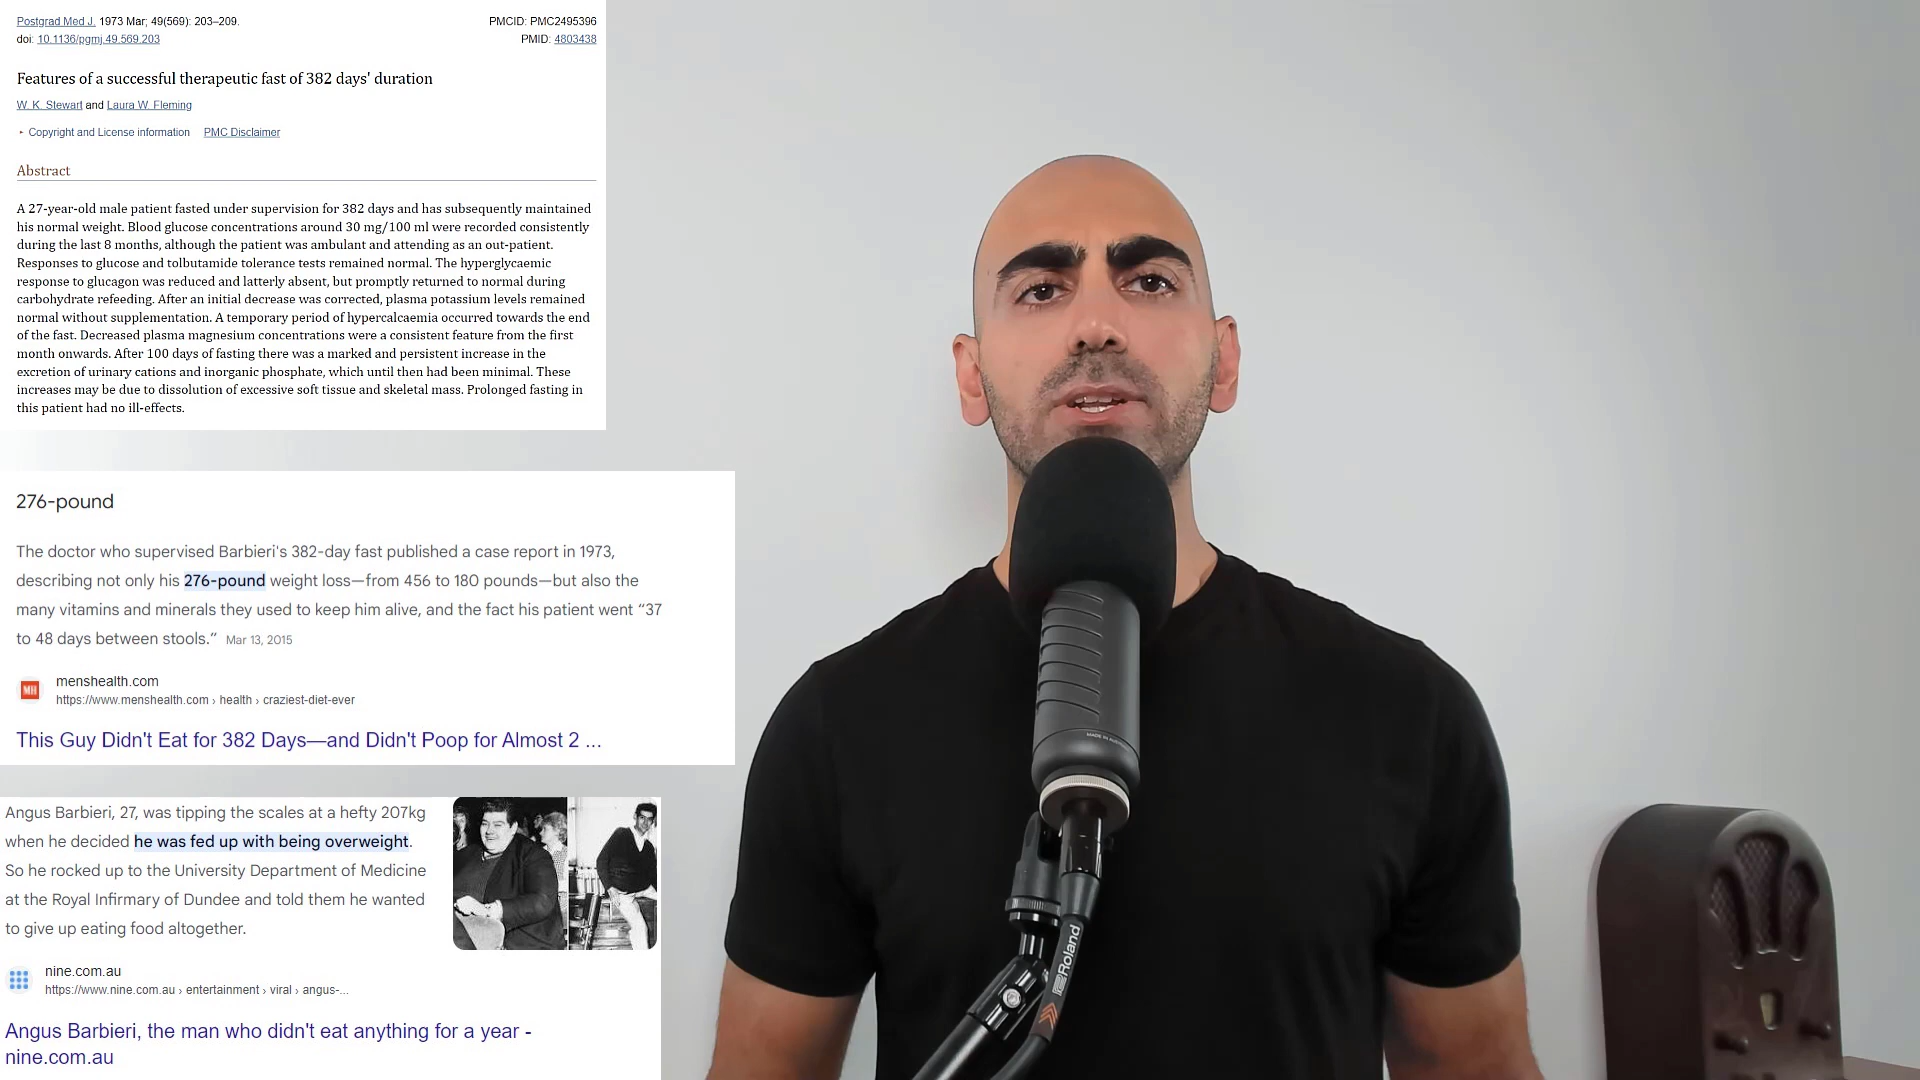 Postgrad Med J. 1973 Mar; 49(569): 203–209.
PMCID: PMC2495396
doi: 10.1136/pgmj.49.569.203
PMID: 4803438
Features of a successful therapeutic fast of 382 days' duration
W. K. Stewart and Laura W. Fleming
▸ Copyright and License information PMC Disclaimer
Abstract
A 27-year-old male patient fasted under supervision for 382 days and has subsequently maintained
his normal weight. Blood glucose concentrations around 30 mg/100 ml were recorded consistently
during the last 8 months, although the patient was ambulant and attending as an out-patient.
Responses to glucose and tolbutamide tolerance tests remained normal. The hyperglycaemic
response to glucagon was reduced and latterly absent, but promptly returned to normal during
carbohydrate refeeding. After an initial decrease was corrected, plasma potassium levels remained
normal without supplementation. A temporary period of hypercalcaemia occurred towards the end
of the fast. Decreased plasma magnesium concentrations were a consistent feature from the first
month onwards. After 100 days of fasting there was a marked and persistent increase in the
excretion of urinary cations and inorganic phosphate, which until then had been minimal. These
increases may be due to dissolution of excessive soft tissue and skeletal mass. Prolonged fasting in
this patient had no ill-effects.
276-pound
The doctor who supervised Barbieri's 382-day fast published a case report in 1973,
describing not only his 276-pound weight loss—from 456 to 180 pounds—but also the
many vitamins and minerals they used to keep him alive, and the fact his patient went “37
to 48 days between stools.” Mar 13, 2015
MH
menshealth.com
https://www.menshealth.com › health › craziest-diet-ever
This Guy Didn't Eat for 382 Days—and Didn't Poop for Almost 2 ...
Angus Barbieri, 27, was tipping the scales at a hefty 207kg
when he decided he was fed up with being overweight.
So he rocked up to the University Department of Medicine
at the Royal Infirmary of Dundee and told them he wanted
to give up eating food altogether.
nine.com.au
https://www.nine.com.au › entertainment › viral › angus-...
Angus Barbieri, the man who didn't eat anything for a year -
nine.com.au
Roland